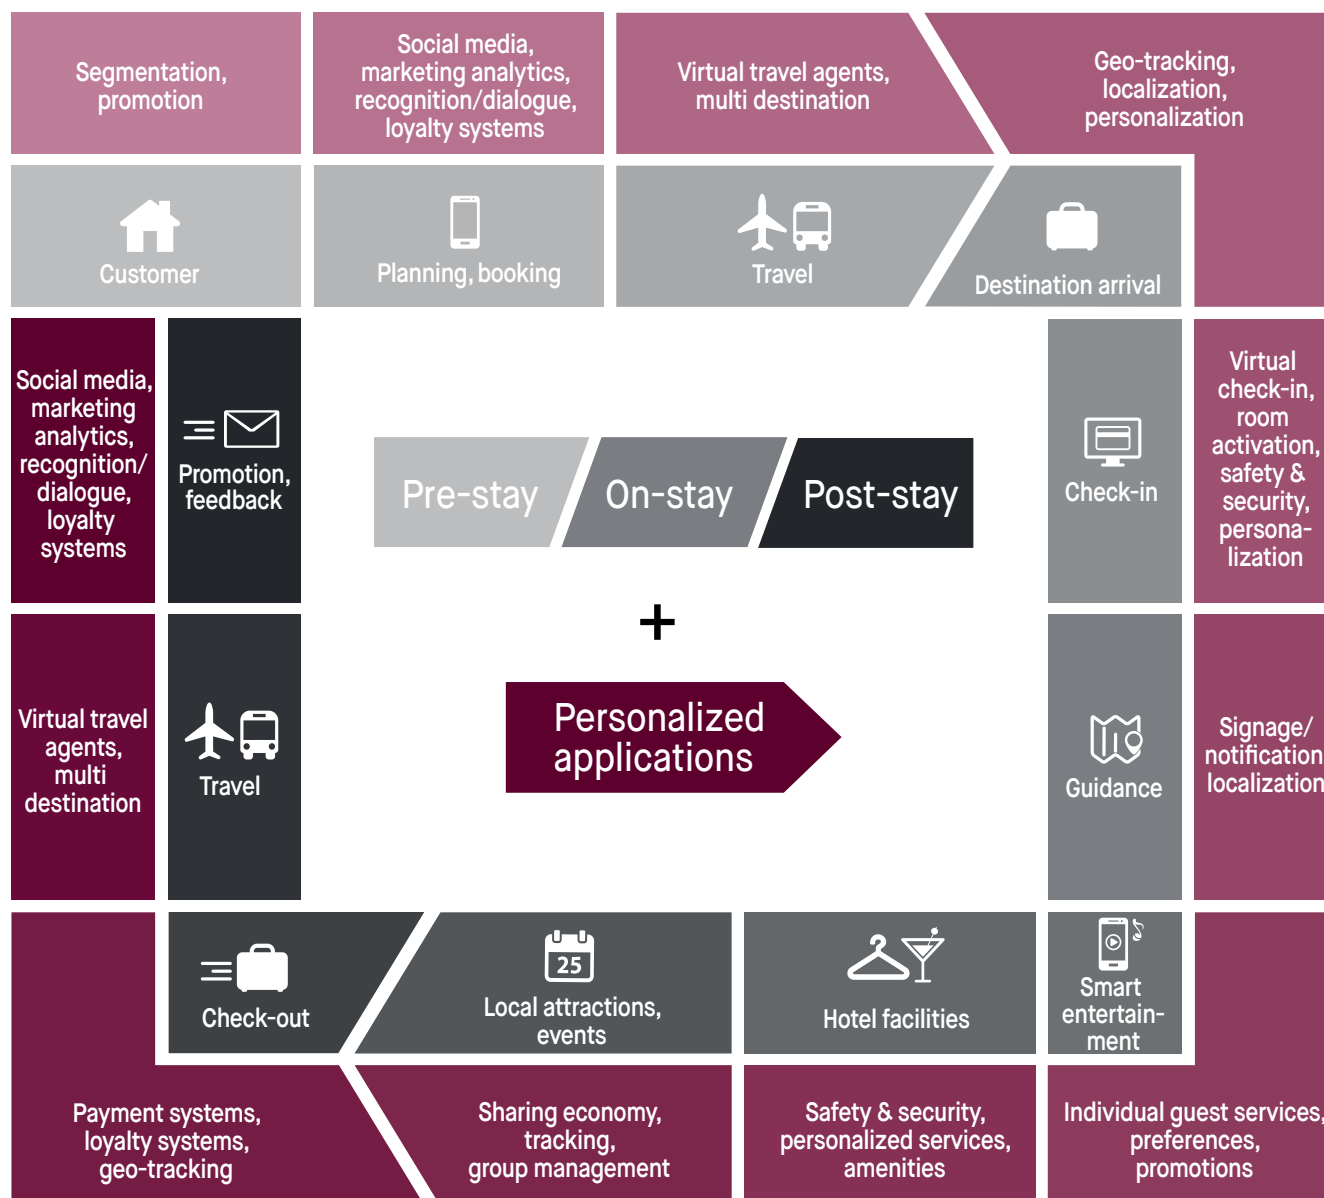 Segmentation,
promotion
Social media,
marketing analytics,
recognition/dialogue,
loyalty systems
Virtual travel agents,
multi destination
Geo-tracking,
localization,
personalization
Customer
Planning, booking
Travel
Destination arrival
Social media,
marketing
analytics,
recognition/
dialogue,
loyalty
systems
Promotion,
feedback
Pre-stay
On-stay
Post-stay
Check-in
Virtual
check-in,
room
activation,
safety &
security,
persona-
lization
+
Personalized
applications
Virtual travel
agents,
multi
destination
Travel
Guidance
Signage/
notification
localization
Check-out
25
Local attractions,
events
Hotel facilities
Smart
entertain-
ment
Payment systems,
loyalty systems,
geo-tracking
Sharing economy,
tracking,
group management
Safety & security,
personalized services,
amenities
Individual guest services,
preferences,
promotions